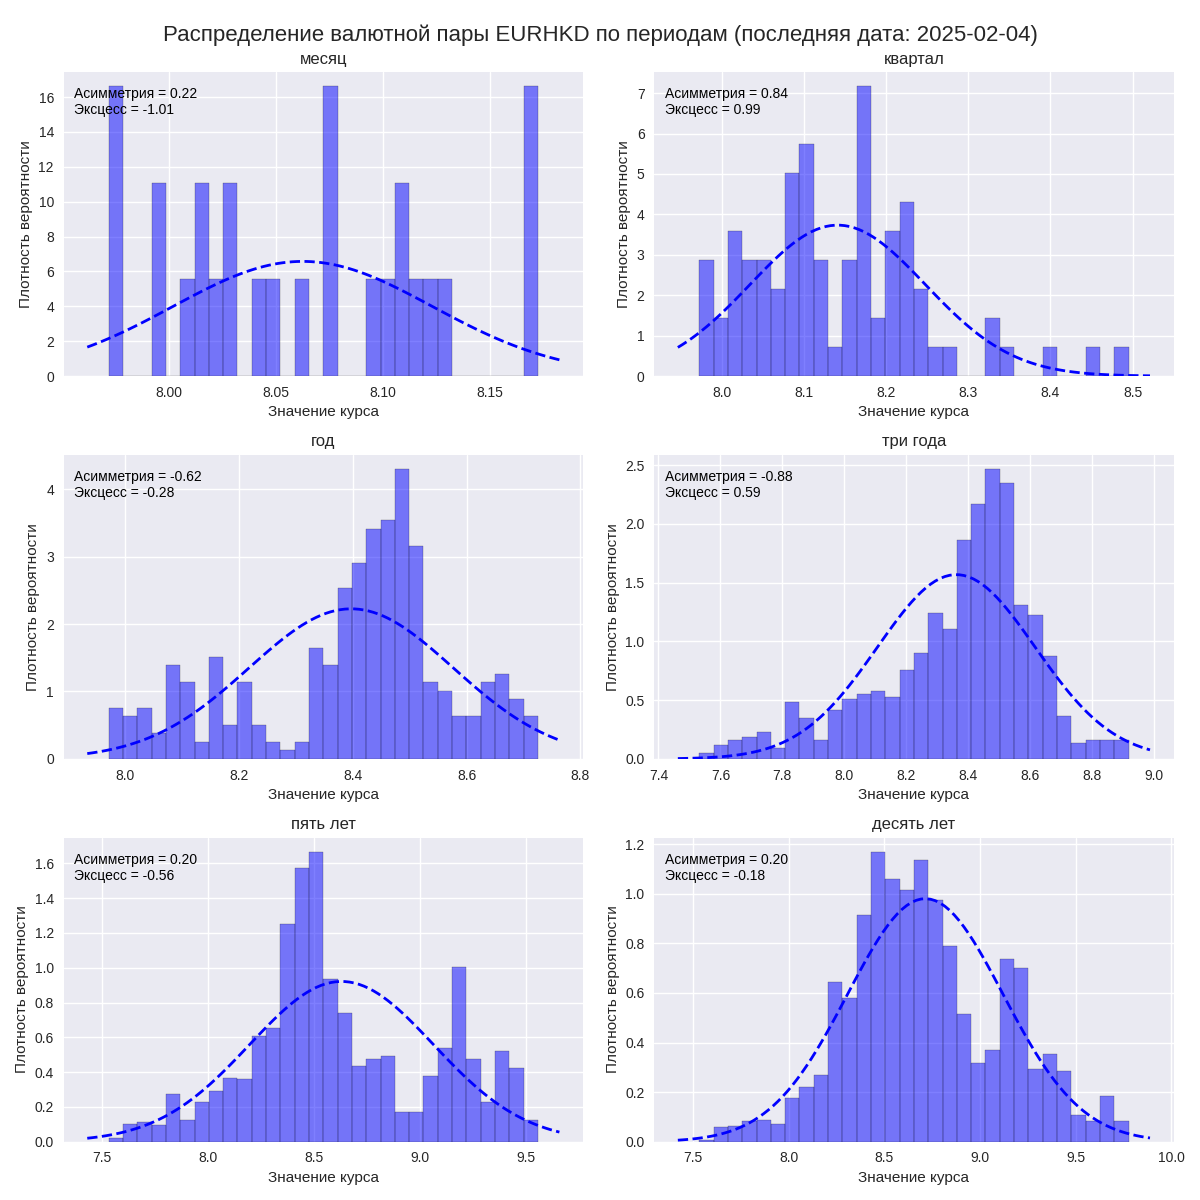 Распределение валютной пары EURHKD по периодам (последняя дата: 2025-02-04)
месяц
Асимметрия = 0.22
Эксцесс = -1.01
Плотность вероятности
16
14
12
10
8
6
4
2
0
8.00 8.05 8.10 8.15
Значение курса
квартал
Асимметрия = 0.84
Эксцесс = 0.99
Плотность вероятности
7
6
5
4
3
2
1
0
8.0 8.1 8.2 8.3 8.4 8.5
Значение курса
год
Асимметрия = -0.62
Эксцесс = -0.28
Плотность вероятности
4
3
2
1
0
8.0 8.2 8.4 8.6 8.8
Значение курса
три года
Асимметрия = -0.88
Эксцесс = 0.59
Плотность вероятности
2.5
2.0
1.5
1.0
0.5
0.0
7.4 7.6 7.8 8.0 8.2 8.4 8.6 8.8 9.0
Значение курса
пять лет
Асимметрия = 0.20
Эксцесс = -0.56
Плотность вероятности
1.6
1.4
1.2
1.0
0.8
0.6
0.4
0.2
0.0
7.5 8.0 8.5 9.0 9.5
Значение курса
десять лет
Асимметрия = 0.20
Эксцесс = -0.18
Плотность вероятности
1.2
1.0
0.8
0.6
0.4
0.2
0.0
7.5 8.0 8.5 9.0 9.5 10.0
Значение курса